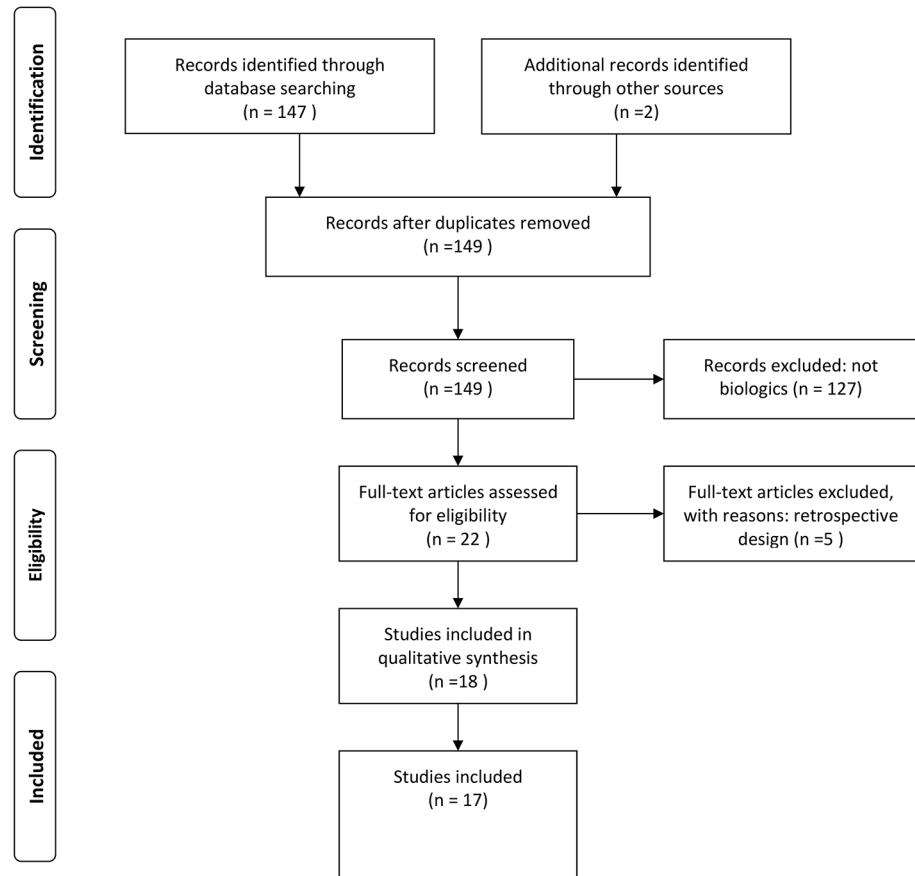 Identification
Records identified through
database searching
(n = 147 )
Additional records identified
through other sources
(n =2)
Records after duplicates removed
(n =149 )
Screening
Records screened
(n =149 )
Records excluded: not
biologics (n = 127)
Eligibility
Full-text articles assessed
for eligibility
(n = 22 )
Full-text articles excluded,
with reasons: retrospective
design (n =5 )
Studies included in
qualitative synthesis
(n =18 )
Included
Studies included
(n = 17)